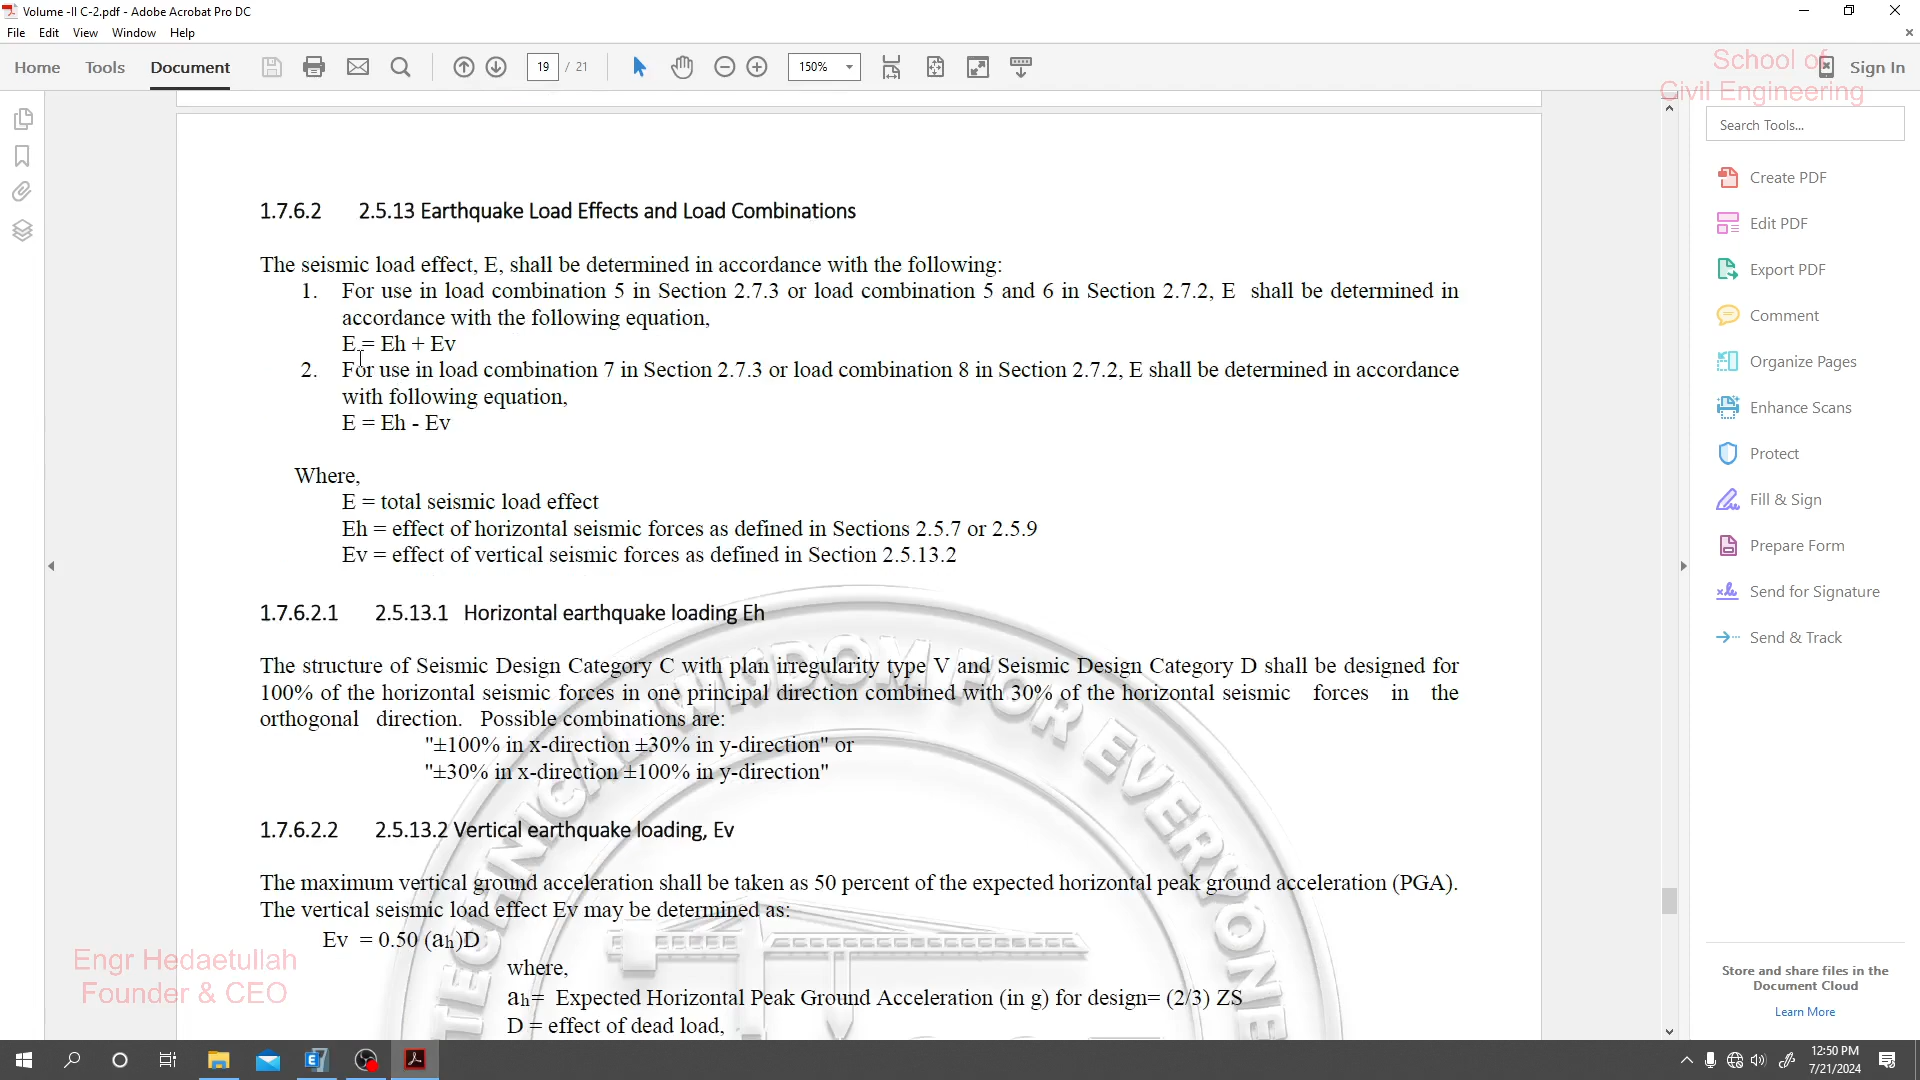 Volume -II C-2.pdf - Adobe Acrobat Pro DC
File Edit View Window Help
Home Tools Document 19 / 21 150% Sign In
School of
Civil Engineering
Search Tools...
Create PDF
Edit PDF
Export PDF
Comment
Organize Pages
Enhance Scans
Protect
Fill & Sign
Prepare Form
Send for Signature
Send & Track
Store and share files in the
Document Cloud
Learn More
1.7.6.2 2.5.13 Earthquake Load Effects and Load Combinations
The seismic load effect, E, shall be determined in accordance with the following:
1. For use in load combination 5 in Section 2.7.3 or load combination 5 and 6 in Section 2.7.2, E shall be determined in
accordance with the following equation,
E = Eh + Ev
2. For use in load combination 7 in Section 2.7.3 or load combination 8 in Section 2.7.2, E shall be determined in accordance
with following equation,
E = Eh - Ev
Where,
E = total seismic load effect
Eh = effect of horizontal seismic forces as defined in Sections 2.5.7 or 2.5.9
Ev = effect of vertical seismic forces as defined in Section 2.5.13.2
1.7.6.2.1 2.5.13.1 Horizontal earthquake loading Eh
The structure of Seismic Design Category C with plan irregularity type V and Seismic Design Category D shall be designed for
100% of the horizontal seismic forces in one principal direction combined with 30% of the horizontal seismic forces in the
orthogonal direction. Possible combinations are:
"±100% in x-direction ±30% in y-direction" or
"±30% in x-direction ±100% in y-direction"
1.7.6.2.2 2.5.13.2 Vertical earthquake loading, Ev
The maximum vertical ground acceleration shall be taken as 50 percent of the expected horizontal peak ground acceleration (PGA).
The vertical seismic load effect Ev may be determined as:
Ev = 0.50 (ah)D
where,
ah= Expected Horizontal Peak Ground Acceleration (in g) for design= (2/3) ZS
D = effect of dead load,
TECHNICAL WISDOM FOR EVERYONE
Engr Hedaetullah
Founder & CEO
12:50 PM
7/21/2024